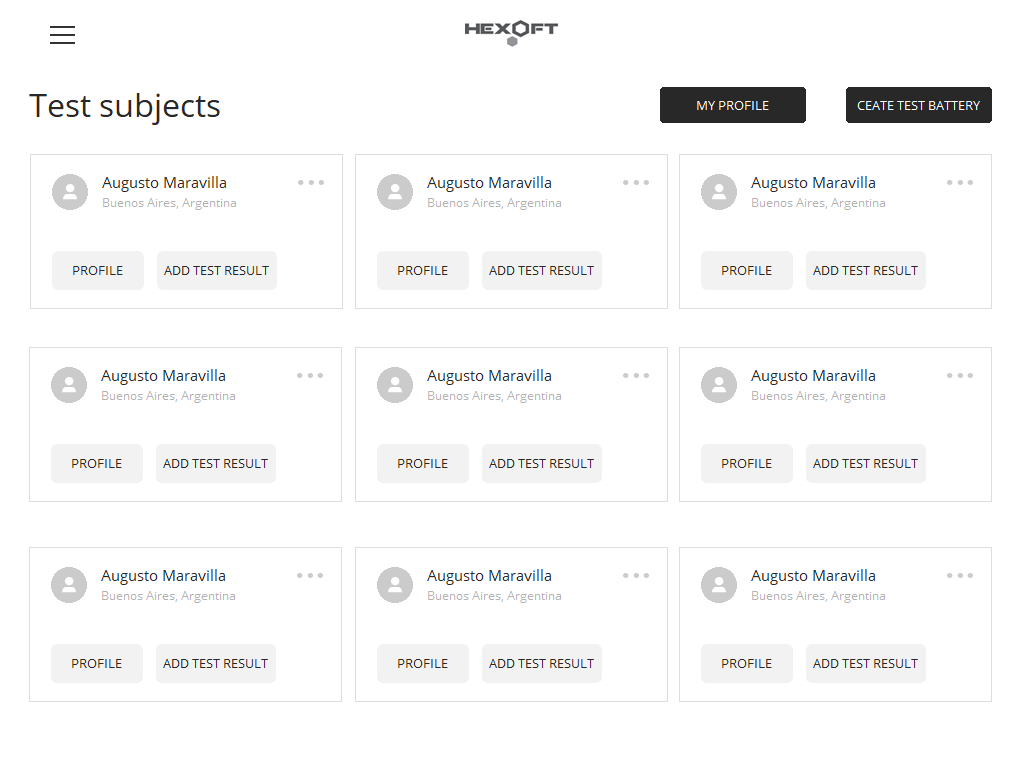 HEXOFT
Test subjects
MY PROFILE
CEATE TEST BATTERY
Augusto Maravilla
Buenos Aires, Argentina
PROFILE
ADD TEST RESULT
Augusto Maravilla
Buenos Aires, Argentina
PROFILE
ADD TEST RESULT
Augusto Maravilla
Buenos Aires, Argentina
PROFILE
ADD TEST RESULT
Augusto Maravilla
Buenos Aires, Argentina
PROFILE
ADD TEST RESULT
Augusto Maravilla
Buenos Aires, Argentina
PROFILE
ADD TEST RESULT
Augusto Maravilla
Buenos Aires, Argentina
PROFILE
ADD TEST RESULT
Augusto Maravilla
Buenos Aires, Argentina
PROFILE
ADD TEST RESULT
Augusto Maravilla
Buenos Aires, Argentina
PROFILE
ADD TEST RESULT
Augusto Maravilla
Buenos Aires, Argentina
PROFILE
ADD TEST RESULT